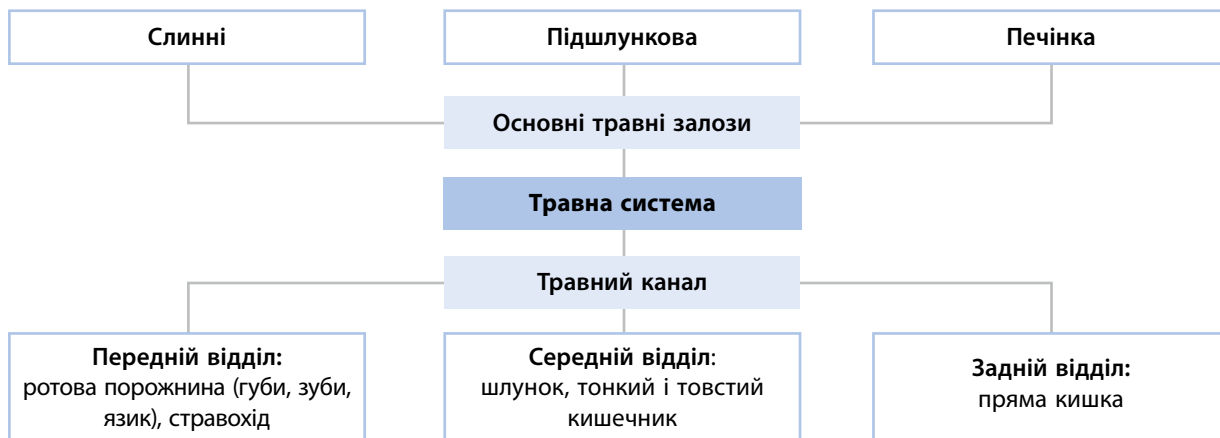 Слинні
Підшлункова
Печінка
Основні травні залози
Травна система
Травний канал
Передній відділ:
ротова порожнина (губи, зуби,
язик), стравохід
Середній відділ:
шлунок, тонкий і товстий
кишечник
Задній відділ:
пряма кишка